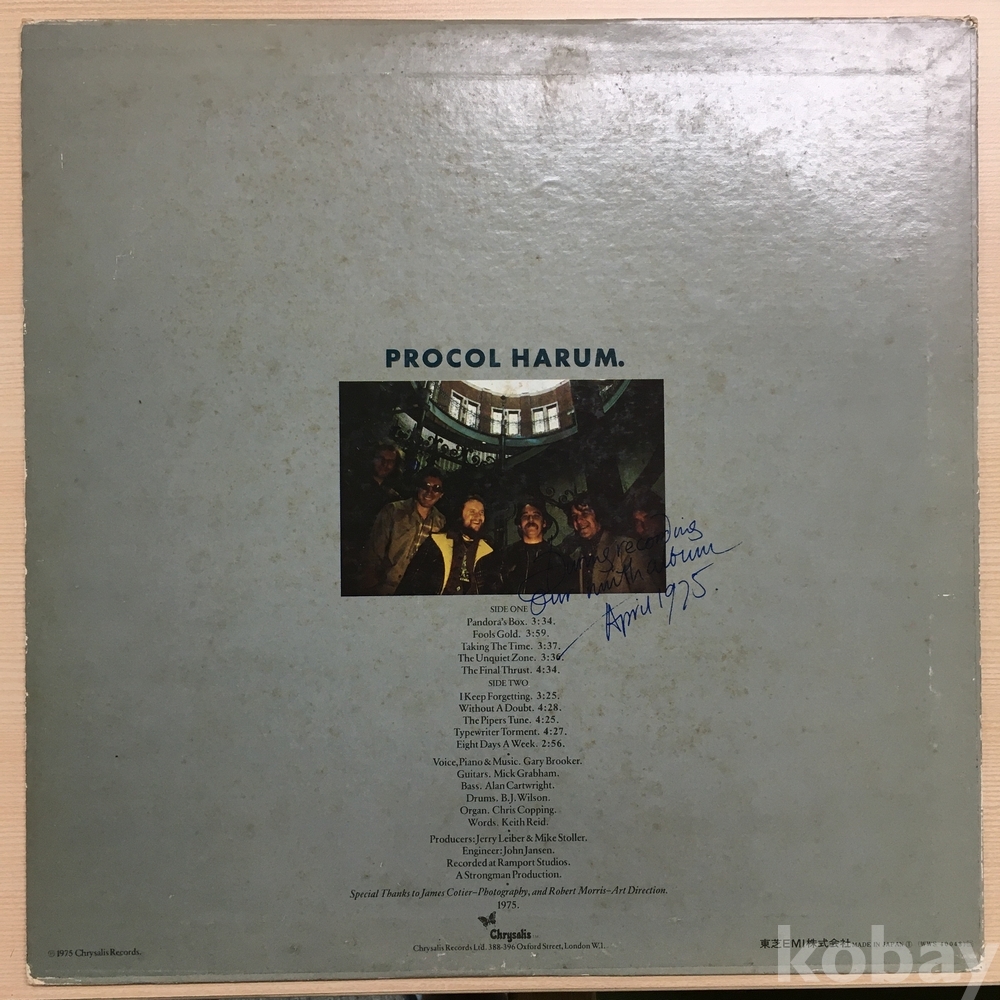 PROCOL HARUM.
During recording
Our ninth album
April 1975.
SIDE ONE
Pandora's Box. 3:34.
Fools Gold. 3:59.
Taking The Time. 3:37.
The Unquiet Zone. 3:36.
The Final Thrust. 4:34.
SIDE TWO
I Keep Forgetting. 3:25.
Without A Doubt. 4:28.
The Pipers Tune. 4:25.
Typewriter Torment. 4:27.
Eight Days A Week. 2:56.
Voice, Piano & Music. Gary Brooker.
Guitars. Mick Grabham.
Bass. Alan Cartwright.
Drums. B.J. Wilson.
Organ. Chris Copping.
Words. Keith Reid.
Producers: Jerry Leiber & Mike Stoller.
Engineer: John Jansen.
Recorded at Ramport Studios.
A Strongman Production.
Special Thanks to James Cotier–Photography, and Robert Morris–Art Direction.
1975.
Chrysalis
Chrysalis Records Ltd. 388-396 Oxford Street, London W.1.
℗ 1975 Chrysalis Records.
東芝EMI株式会社 MADE IN JAPAN
kobay